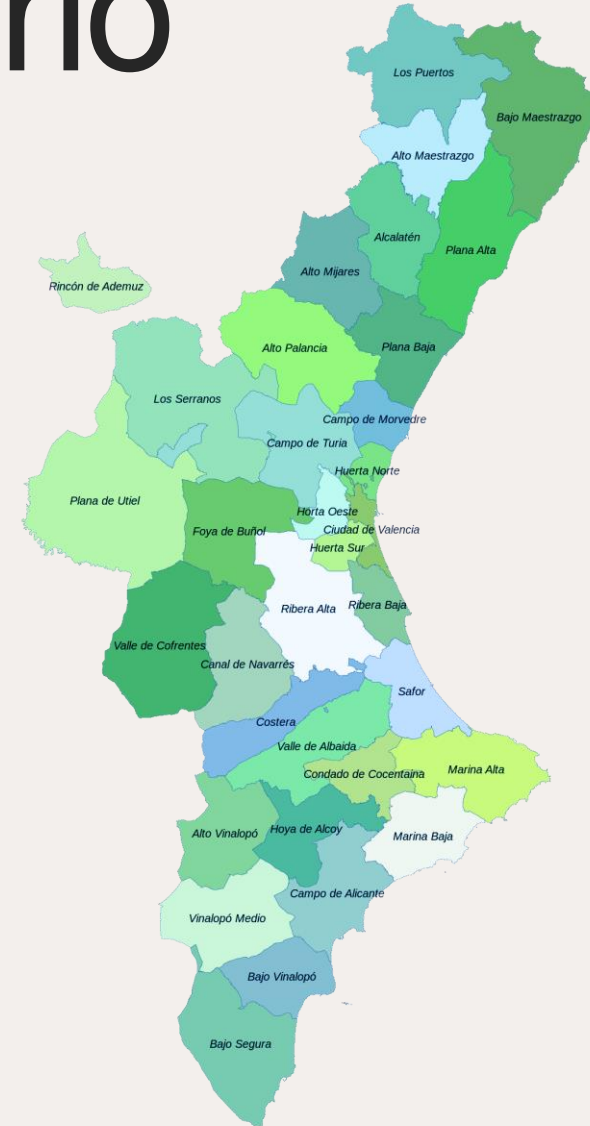 rio
Los Puertos
Bajo Maestrazgo
Alto Maestrazgo
Alcalatén
Plana Alta
Alto Mijares
Rincón de Ademuz
Alto Palancia
Plana Baja
Los Serranos
Campo de Morvedre
Campo de Turia
Huerta Norte
Plana de Utiel
Horta Oeste
Foya de Buñol
Ciudad de Valencia
Huerta Sur
Ribera Alta
Ribera Baja
Valle de Cofrentes
Canal de Navarrés
Safor
Costera
Valle de Albaida
Condado de Cocentaina
Marina Alta
Alto Vinalopó
Hoya de Alcoy
Marina Baja
Campo de Alicante
Vinalopó Medio
Bajo Vinalopó
Bajo Segura